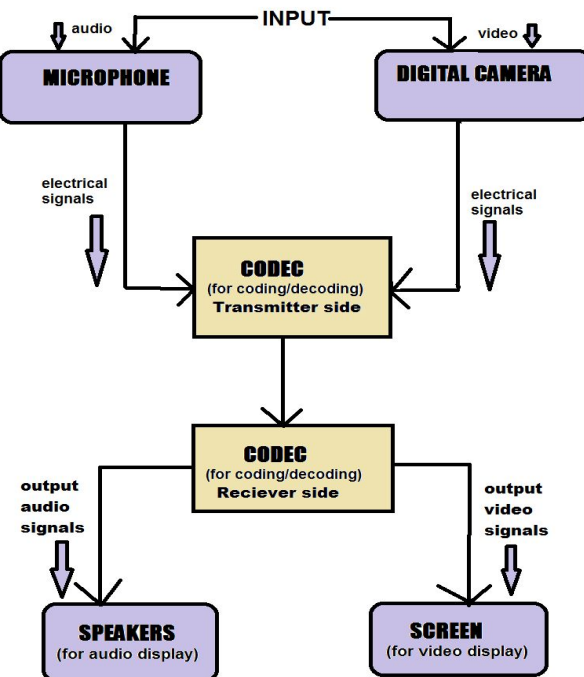 INPUT
audio
video
MICROPHONE
DIGITAL CAMERA
electrical
signals
electrical
signals
CODEC
(for coding/decoding)
Transmitter side
CODEC
(for coding/decoding)
Reciever side
output
audio
signals
output
video
signals
SPEAKERS
(for audio display)
SCREEN
(for video display)